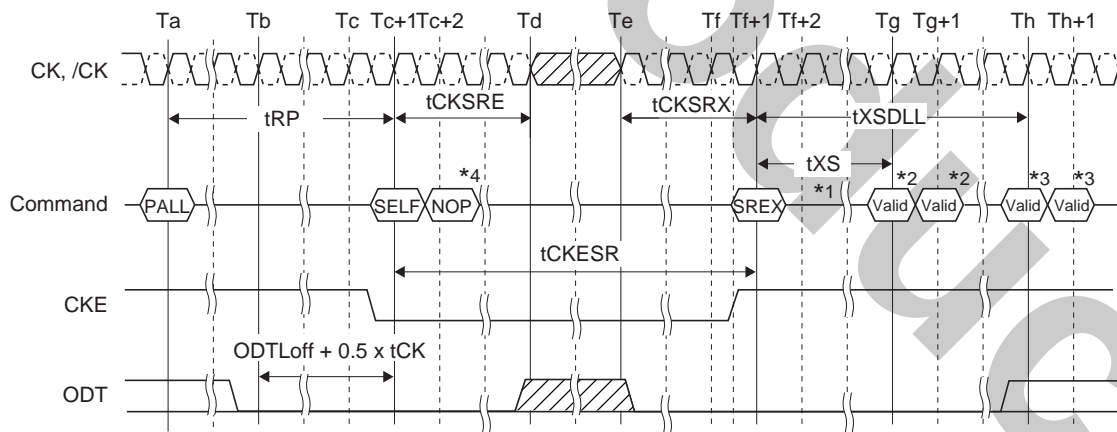 Ta Tb Tc Tc+1 Tc+2 Td Te Tf Tf+1 Tf+2 Tg Tg+1 Th Th+1
CK, /CK
tCKSRE tCKSRX
tRP tXSDLL
tXS
*4 *1 *2 *2 *3 *3
Command PALL SELF NOP SREX Valid Valid Valid Valid
tCKESR
CKE
ODTLoff + 0.5 x tCK
ODT